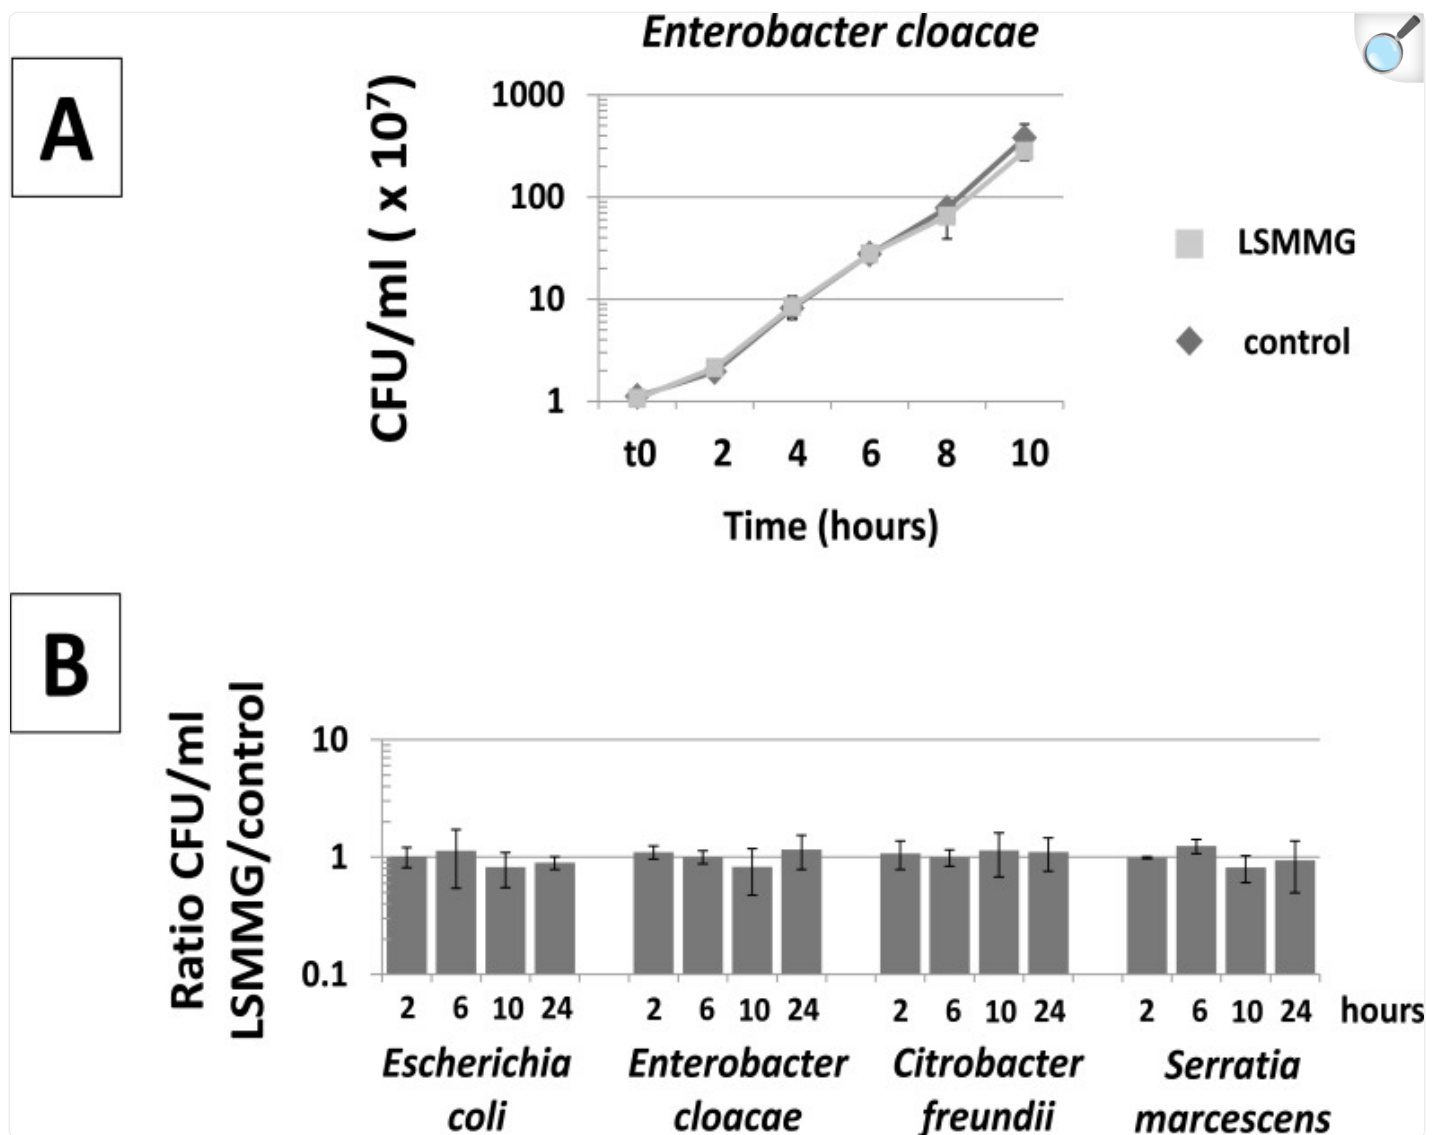 Enterobacter cloacae
A
CFU/ml ( x 10⁷)
1000
100
10
1
t0 2 4 6 8 10
Time (hours)
LSMMG
control
B
Ratio CFU/ml
LSMMG/control
10
1
0.1
2 6 10 24 2 6 10 24 2 6 10 24 2 6 10 24 hours
Escherichia Enterobacter Citrobacter Serratia
coli cloacae freundii marcescens